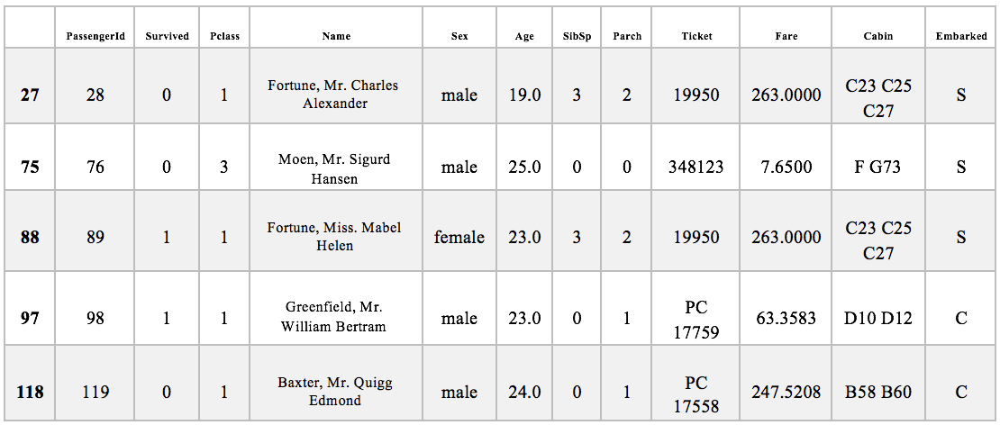 PassengerId Survived Pclass Name Sex Age SibSp Parch Ticket Fare Cabin Embarked
27 28 0 1 Fortune, Mr. Charles Alexander male 19.0 3 2 19950 263.0000 C23 C25 C27 S
75 76 0 3 Moen, Mr. Sigurd Hansen male 25.0 0 0 348123 7.6500 F G73 S
88 89 1 1 Fortune, Miss. Mabel Helen female 23.0 3 2 19950 263.0000 C23 C25 C27 S
97 98 1 1 Greenfield, Mr. William Bertram male 23.0 0 1 PC 17759 63.3583 D10 D12 C
118 119 0 1 Baxter, Mr. Quigg Edmond male 24.0 0 1 PC 17558 247.5208 B58 B60 C